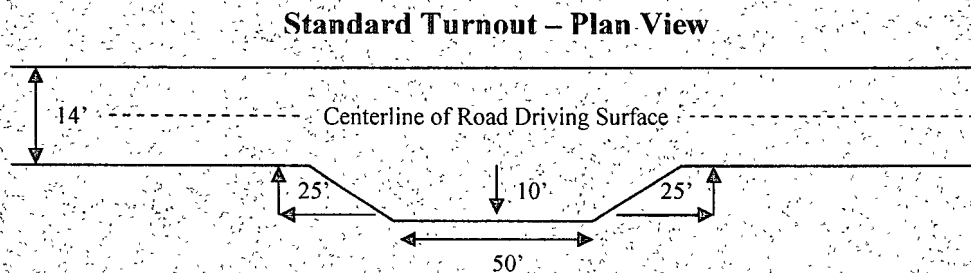 Standard Turnout – Plan View
14'
Centerline of Road Driving Surface
25'
10'
25'
50'